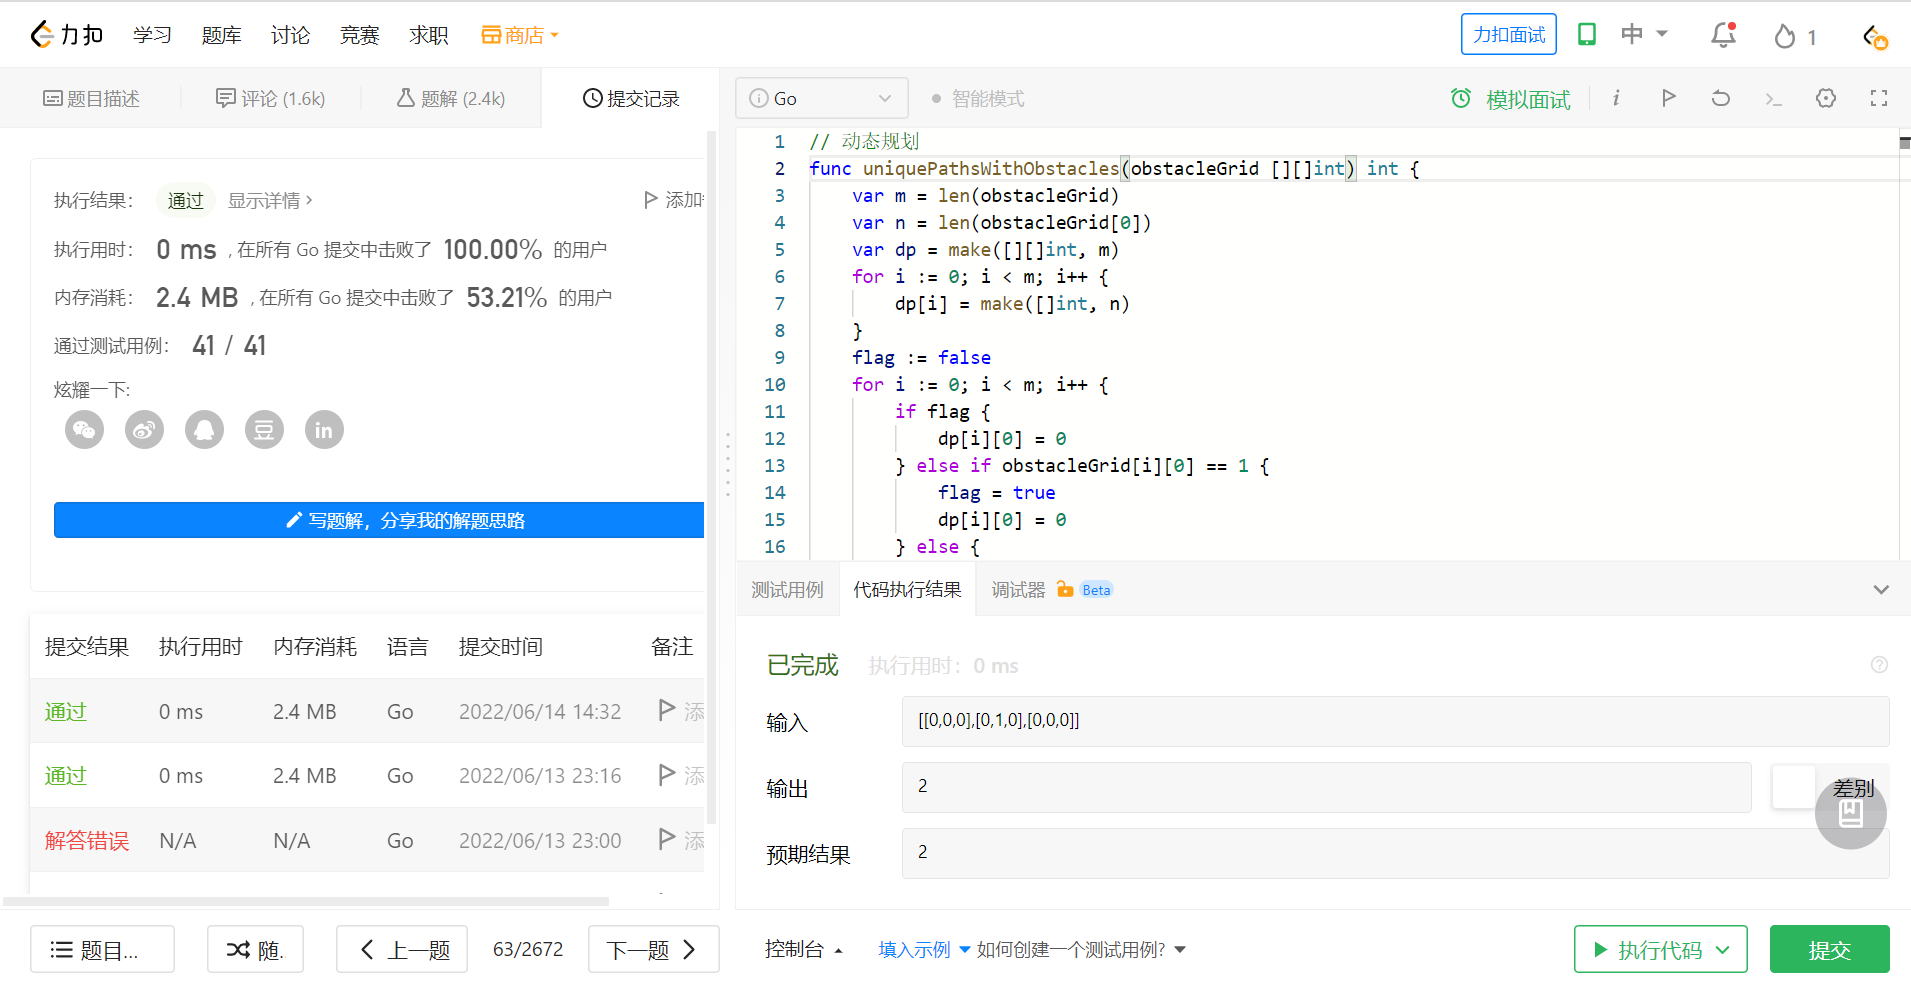 力扣 学习 题库 讨论 竞赛 求职 商店 力扣面试 中 1
题目描述 评论 (1.6k) 题解 (2.4k) 提交记录
执行结果： 通过 显示详情 › 添加
执行用时： 0 ms , 在所有 Go 提交中击败了 100.00% 的用户
内存消耗： 2.4 MB , 在所有 Go 提交中击败了 53.21% 的用户
通过测试用例： 41 / 41
炫耀一下:
豆 in
写题解，分享我的解题思路
提交结果 执行用时 内存消耗 语言 提交时间 备注
通过 0 ms 2.4 MB Go 2022/06/14 14:32 添
通过 0 ms 2.4 MB Go 2022/06/13 23:16 添
解答错误 N/A N/A Go 2022/06/13 23:00 添
题目... 随. 上一题 63/2672 下一题
Go 智能模式 模拟面试 i
1 // 动态规划
2 func uniquePathsWithObstacles(obstacleGrid [][]int) int {
3 var m = len(obstacleGrid)
4 var n = len(obstacleGrid[0])
5 var dp = make([][]int, m)
6 for i := 0; i < m; i++ {
7 dp[i] = make([]int, n)
8 }
9 flag := false
10 for i := 0; i < m; i++ {
11 if flag {
12 dp[i][0] = 0
13 } else if obstacleGrid[i][0] == 1 {
14 flag = true
15 dp[i][0] = 0
16 } else {
测试用例 代码执行结果 调试器 Beta
已完成 执行用时：0 ms
输入 [[0,0,0],[0,1,0],[0,0,0]]
输出 2 差别
预期结果 2
控制台 填入示例 如何创建一个测试用例? 执行代码 提交